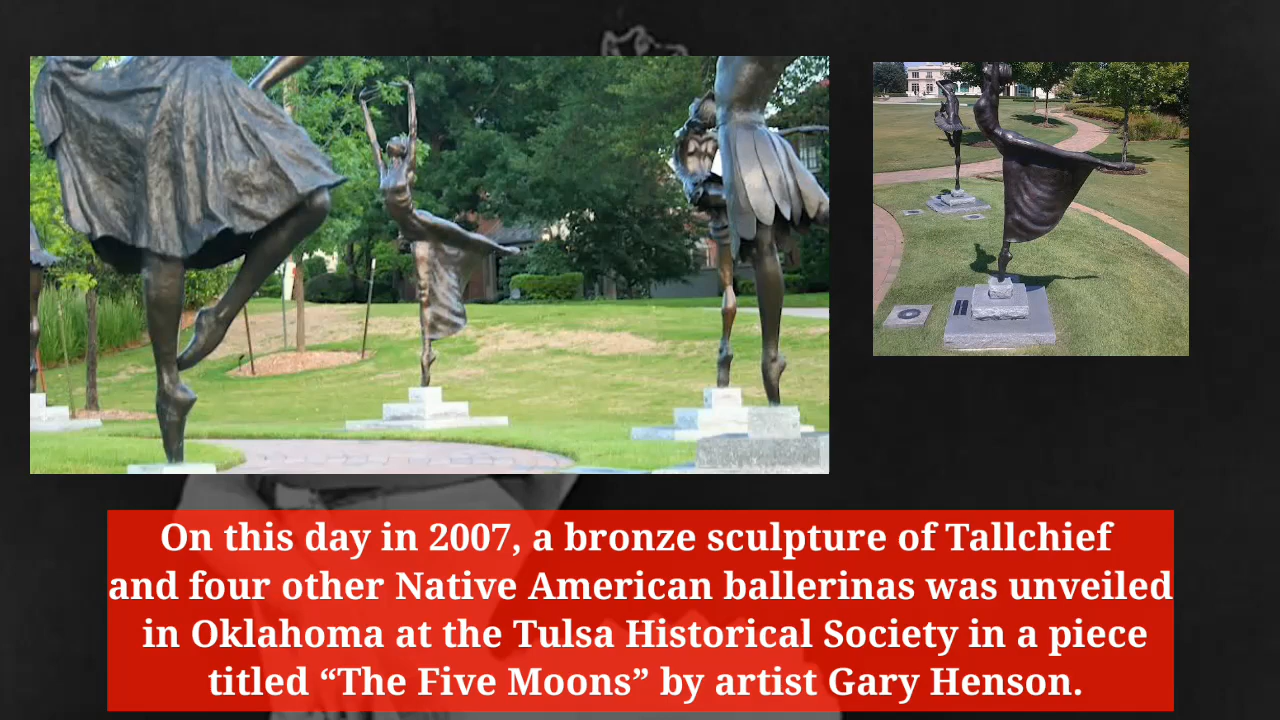 On this day in 2007, a bronze sculpture of Tallchief
and four other Native American ballerinas was unveiled
in Oklahoma at the Tulsa Historical Society in a piece
titled “The Five Moons” by artist Gary Henson.